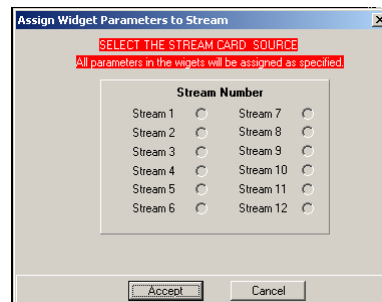 Assign Widget Parameters to Stream
SELECT THE STREAM CARD SOURCE
All parameters in the wigets will be assigned as specified.
Stream Number
Stream 1 Stream 7
Stream 2 Stream 8
Stream 3 Stream 9
Stream 4 Stream 10
Stream 5 Stream 11
Stream 6 Stream 12
Accept Cancel